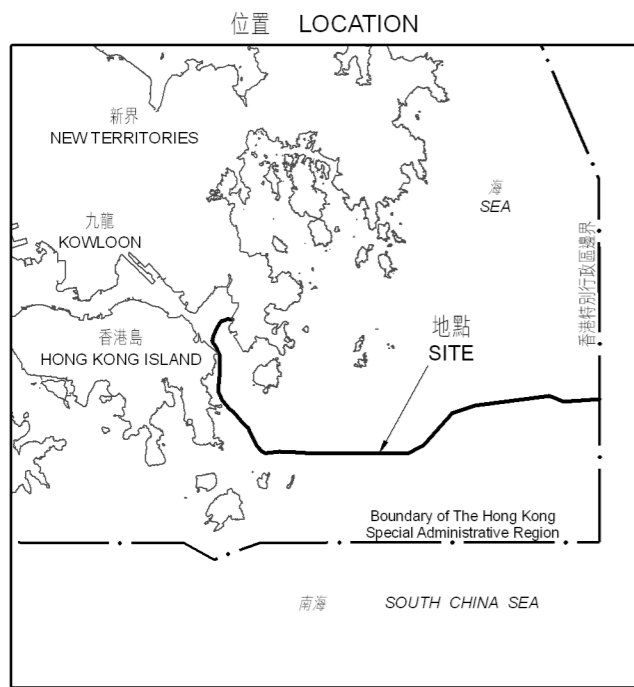 位置 LOCATION
新界
NEW TERRITORIES
海
SEA
九龍
KOWLOON
香港特別行政區邊界
地點
SITE
香港島
HONG KONG ISLAND
Boundary of The Hong Kong
Special Administrative Region
南海 SOUTH CHINA SEA